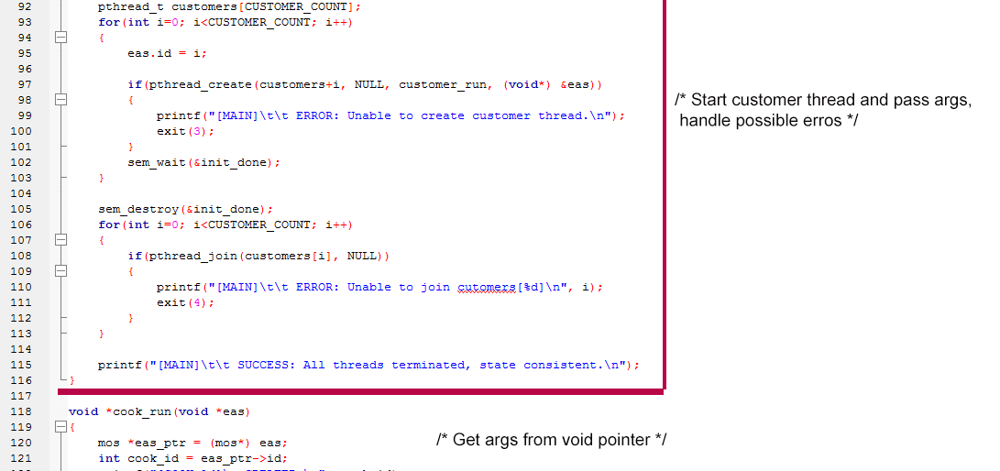 92 pthread_t customers[CUSTOMER_COUNT];
93 for(int i=0; i<CUSTOMER_COUNT; i++)
94 {
95 eas.id = i;
96
97 if(pthread_create(customers+i, NULL, customer_run, (void*) &eas))
98 {
99 printf("[MAIN]\t\t ERROR: Unable to create customer thread.\n");
100 exit(3);
101 }
102 sem_wait(&init_done);
103 }
104
105 sem_destroy(&init_done);
106 for(int i=0; i<CUSTOMER_COUNT; i++)
107 {
108 if(pthread_join(customers[i], NULL))
109 {
110 printf("[MAIN]\t\t ERROR: Unable to join cutomers[%d]\n", i);
111 exit(4);
112 }
113 }
114
115 printf("[MAIN]\t\t SUCCESS: All threads terminated, state consistent.\n");
116 }
117
118 void *cook_run(void *eas)
119 {
120 mos *eas_ptr = (mos*) eas;
121 int cook_id = eas_ptr->id;
/* Start customer thread and pass args,
handle possible erros */
/* Get args from void pointer */